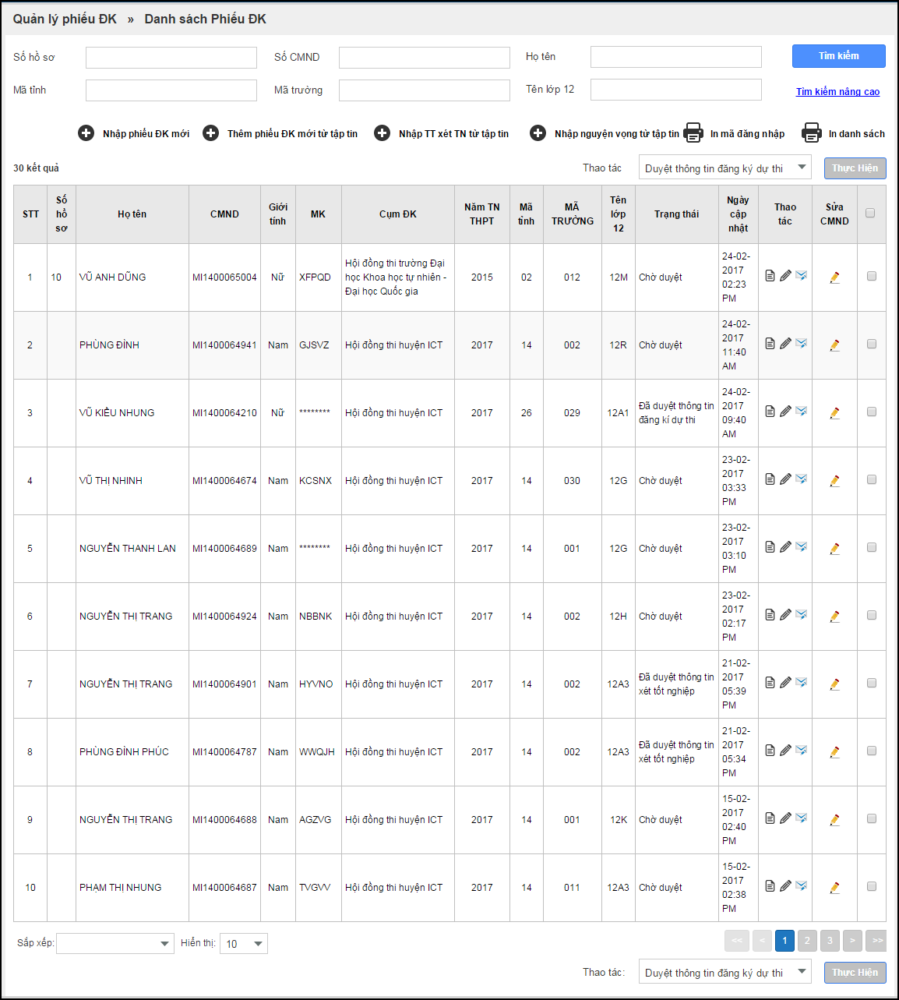 Quản lý phiếu ĐK » Danh sách Phiếu ĐK
Số hồ sơ Số CMND Họ tên Tìm kiếm
Mã tỉnh Mã trường Tên lớp 12 Tìm kiếm nâng cao
Nhập phiếu ĐK mới Thêm phiếu ĐK mới từ tập tin Nhập TT xét TN từ tập tin Nhập nguyện vọng từ tập tin In mã đăng nhập In danh sách
30 kết quả Thao tác Duyệt thông tin đăng ký dự thi Thực Hiện
STT Số hồ sơ Họ tên CMND Giới tính MK Cụm ĐK Năm TN THPT Mã tỉnh MÃ TRƯỜNG Tên lớp 12 Trạng thái Ngày cập nhật Thao tác Sửa CMND
1 10 VŨ ANH DŨNG MI1400065004 Nữ XFPQD Hội đồng thi trường Đại học Khoa học tự nhiên - Đại học Quốc gia 2015 02 012 12M Chờ duyệt 24-02-2017 02:23 PM
2 PHÙNG ĐÌNH MI1400064941 Nam GJSVZ Hội đồng thi huyện ICT 2017 14 002 12R Chờ duyệt 24-02-2017 11:40 AM
3 VŨ KIỀU NHUNG MI1400064210 Nữ ******** Hội đồng thi huyện ICT 2017 26 029 12A1 Đã duyệt thông tin đăng kí dự thi 24-02-2017 09:40 AM
4 VŨ THỊ NHINH MI1400064674 Nam KCSNX Hội đồng thi huyện ICT 2017 14 030 12G Chờ duyệt 23-02-2017 03:33 PM
5 NGUYỄN THANH LAN MI1400064689 Nam ******** Hội đồng thi huyện ICT 2017 14 001 12G Chờ duyệt 23-02-2017 03:10 PM
6 NGUYỄN THỊ TRANG MI1400064924 Nam NBBNK Hội đồng thi huyện ICT 2017 14 002 12H Chờ duyệt 23-02-2017 02:17 PM
7 NGUYỄN THỊ TRANG MI1400064901 Nam HYVNO Hội đồng thi huyện ICT 2017 14 002 12A3 Đã duyệt thông tin xét tốt nghiệp 21-02-2017 05:39 PM
8 PHÙNG ĐÌNH PHÚC MI1400064787 Nam WWQJH Hội đồng thi huyện ICT 2017 14 002 12A3 Đã duyệt thông tin xét tốt nghiệp 21-02-2017 05:34 PM
9 NGUYỄN THỊ TRANG MI1400064688 Nam AGZVG Hội đồng thi huyện ICT 2017 14 001 12K Chờ duyệt 15-02-2017 02:40 PM
10 PHẠM THỊ NHUNG MI1400064687 Nam TVGVV Hội đồng thi huyện ICT 2017 14 011 12A3 Chờ duyệt 15-02-2017 02:38 PM
Sắp xếp: Hiển thị: 10 << < 1 2 3 > >>
Thao tác: Duyệt thông tin đăng ký dự thi Thực Hiện